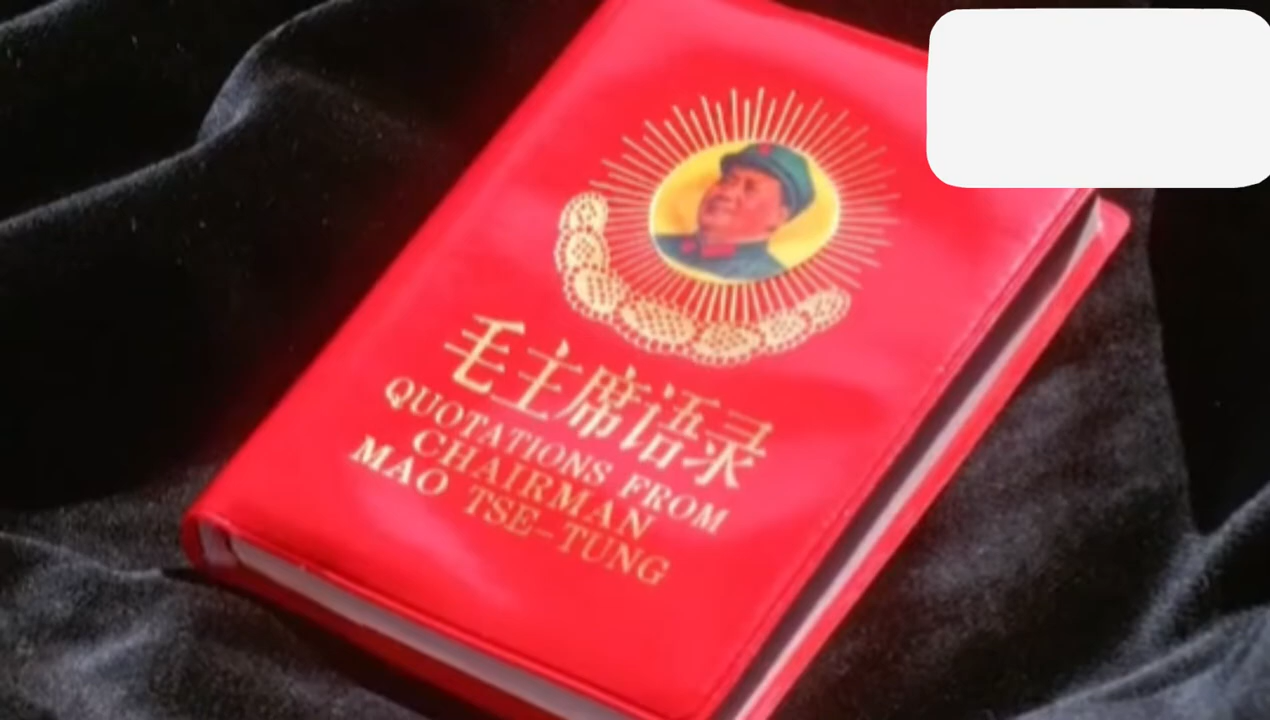 毛主席语录
QUOTATIONS FROM
CHAIRMAN
MAO TSE-TUNG